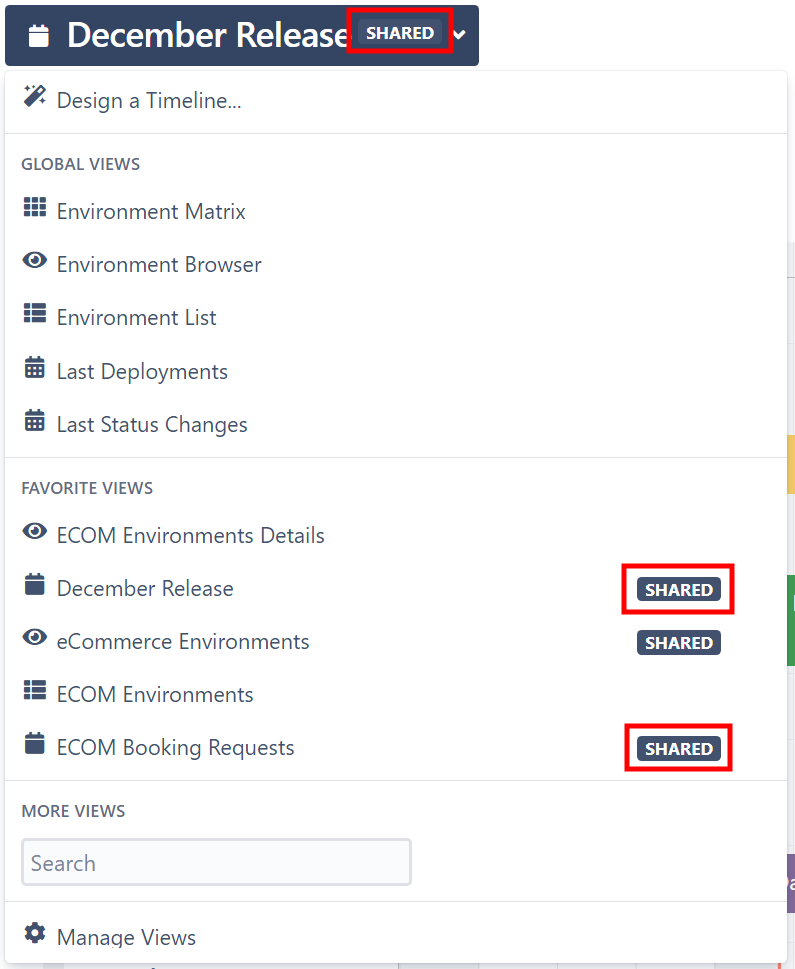 December Release SHARED
Design a Timeline...
GLOBAL VIEWS
Environment Matrix
Environment Browser
Environment List
Last Deployments
Last Status Changes
FAVORITE VIEWS
ECOM Environments Details
December Release SHARED
eCommerce Environments SHARED
ECOM Environments
ECOM Booking Requests SHARED
MORE VIEWS
Search
Manage Views